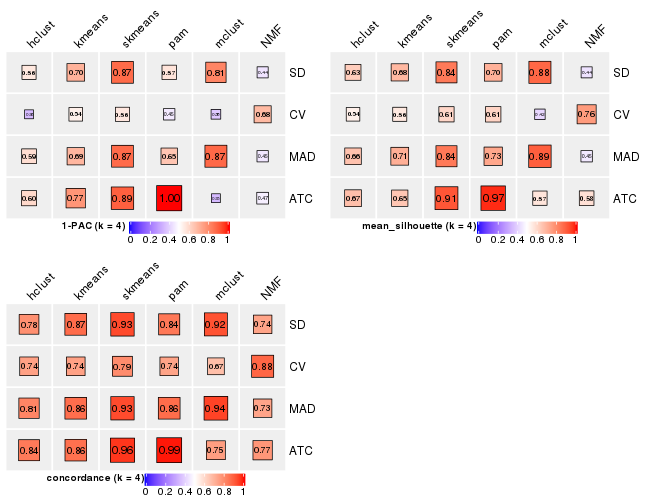 hclust kmeans skmeans pam mclust NMF
0.56 0.70 0.87 0.57 0.81 0.44 SD
0.54 0.56 0.45 0.68 CV
0.59 0.69 0.87 0.65 0.87 0.45 MAD
0.60 0.77 0.89 1.00 0.47 ATC
1-PAC (k = 4)
0 0.2 0.4 0.6 0.8 1
hclust kmeans skmeans pam mclust NMF
0.63 0.68 0.84 0.70 0.88 0.44 SD
0.54 0.56 0.61 0.61 0.76 CV
0.66 0.71 0.84 0.73 0.89 0.45 MAD
0.67 0.65 0.91 0.97 0.57 0.58 ATC
mean_silhouette (k = 4)
0 0.2 0.4 0.6 0.8 1
hclust kmeans skmeans pam mclust NMF
0.78 0.87 0.93 0.84 0.92 0.74 SD
0.74 0.74 0.79 0.74 0.67 0.88 CV
0.81 0.86 0.93 0.86 0.94 0.73 MAD
0.84 0.86 0.96 0.99 0.75 0.77 ATC
concordance (k = 4)
0 0.2 0.4 0.6 0.8 1